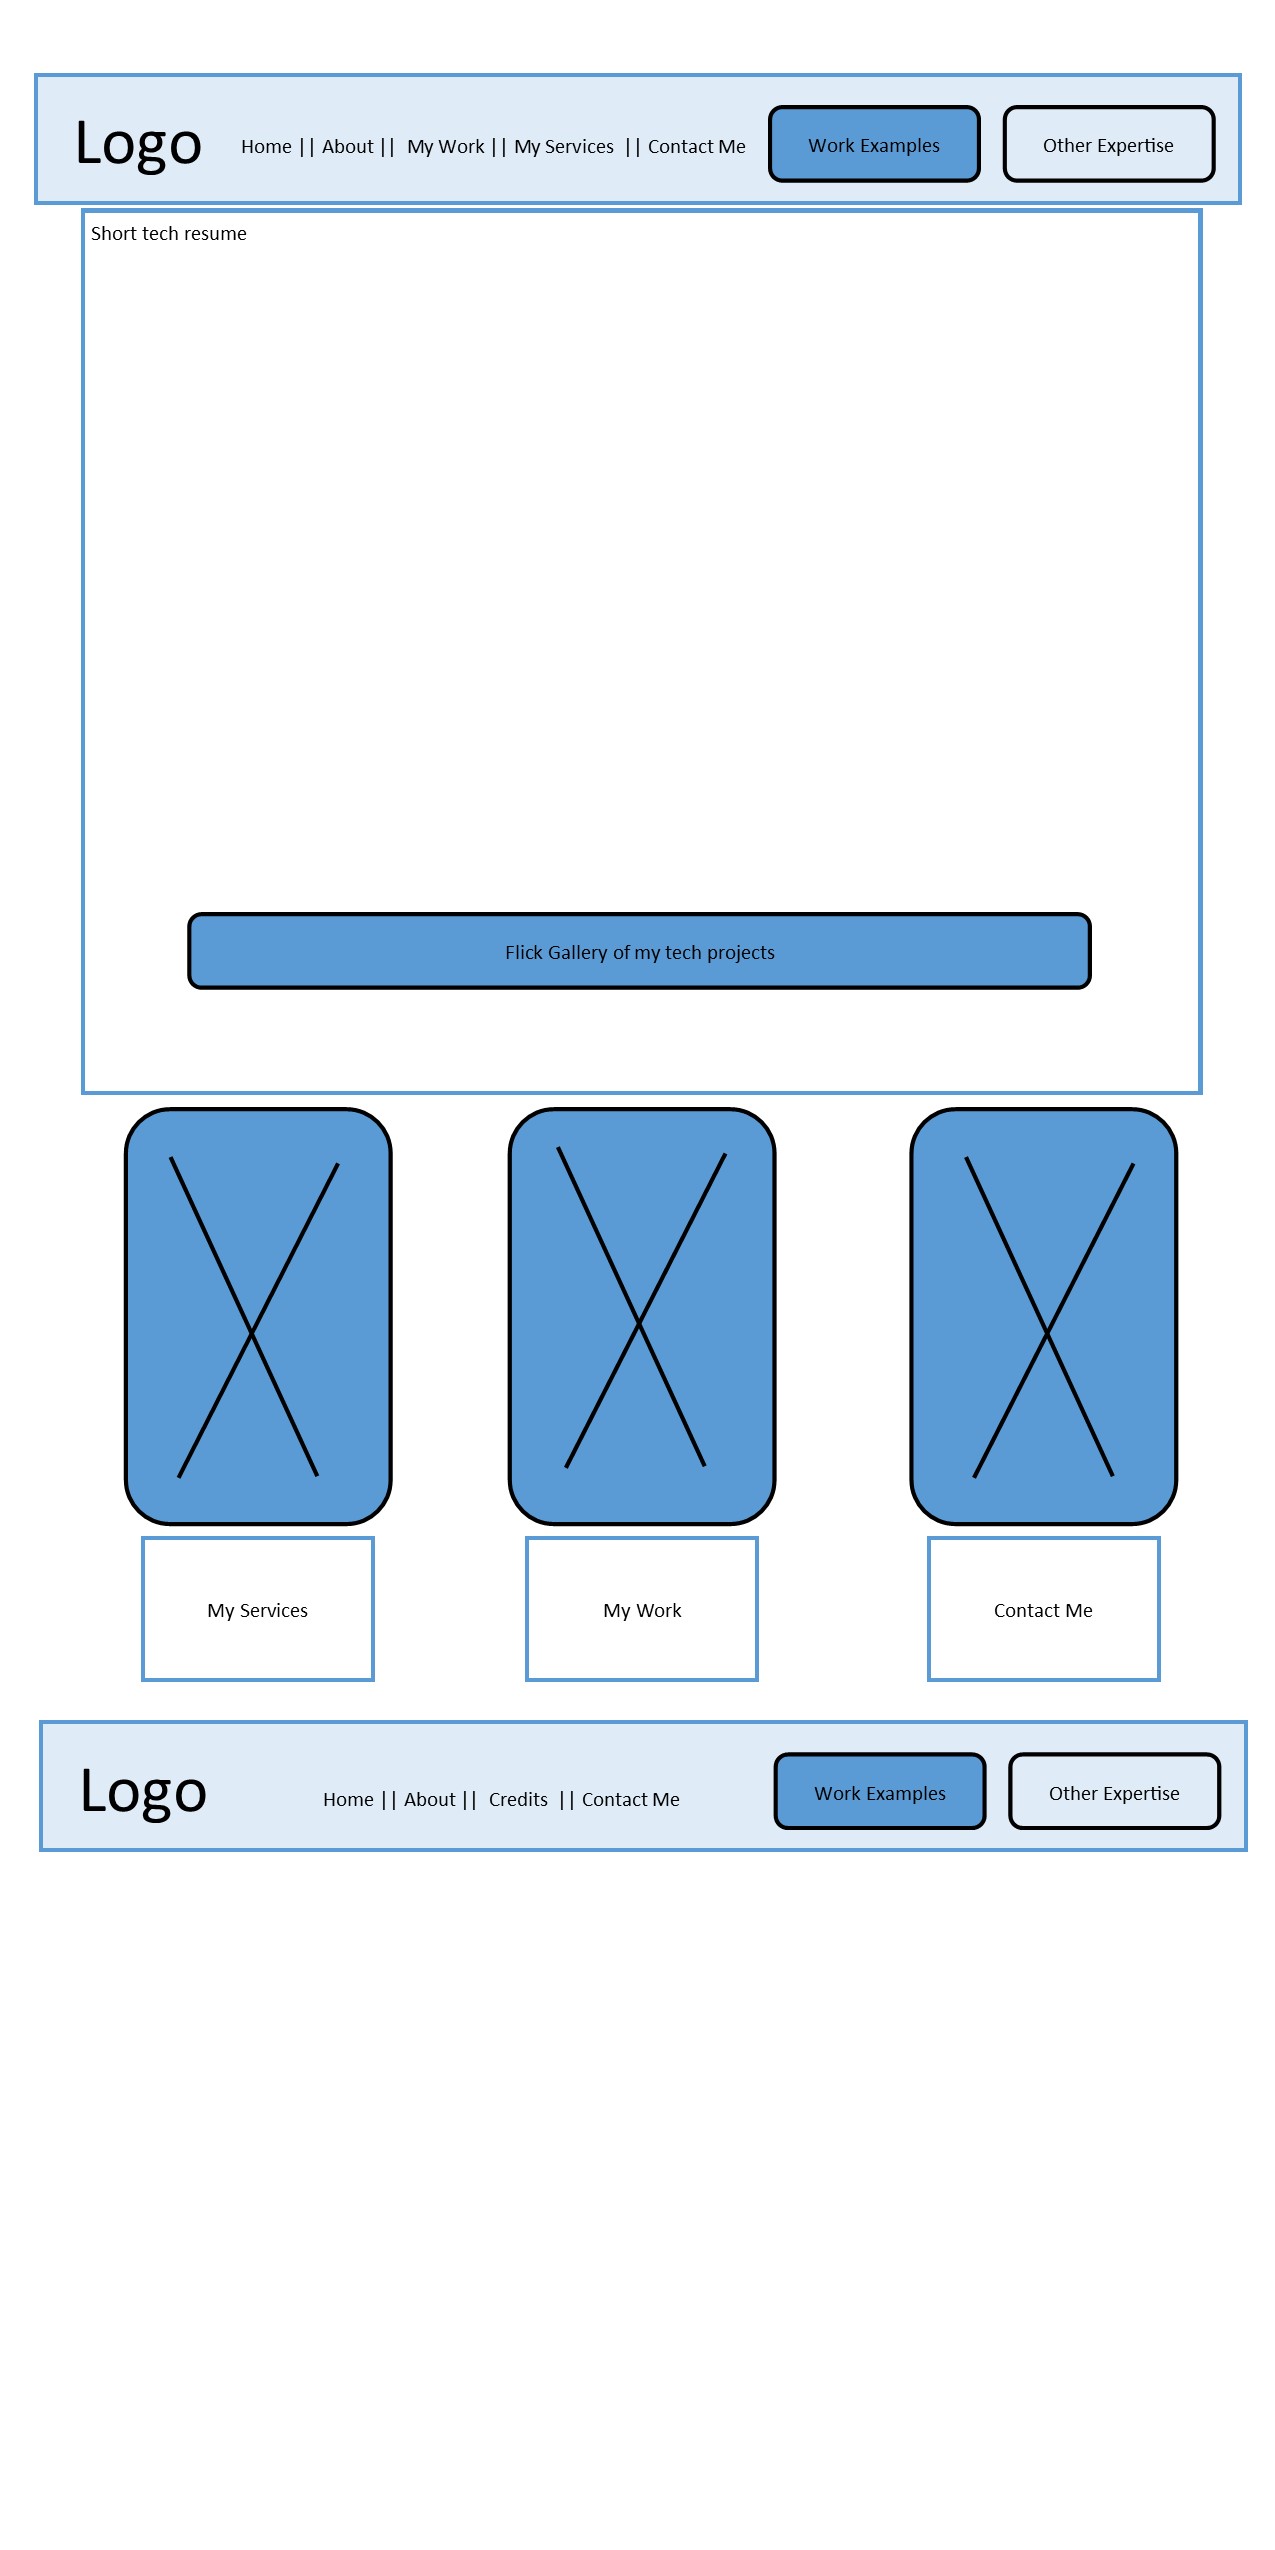 Logo Home || About || My Work || My Services || Contact Me Work Examples Other Expertise
Short tech resume
Flick Gallery of my tech projects
My Services My Work Contact Me
Logo Home || About || Credits || Contact Me Work Examples Other Expertise